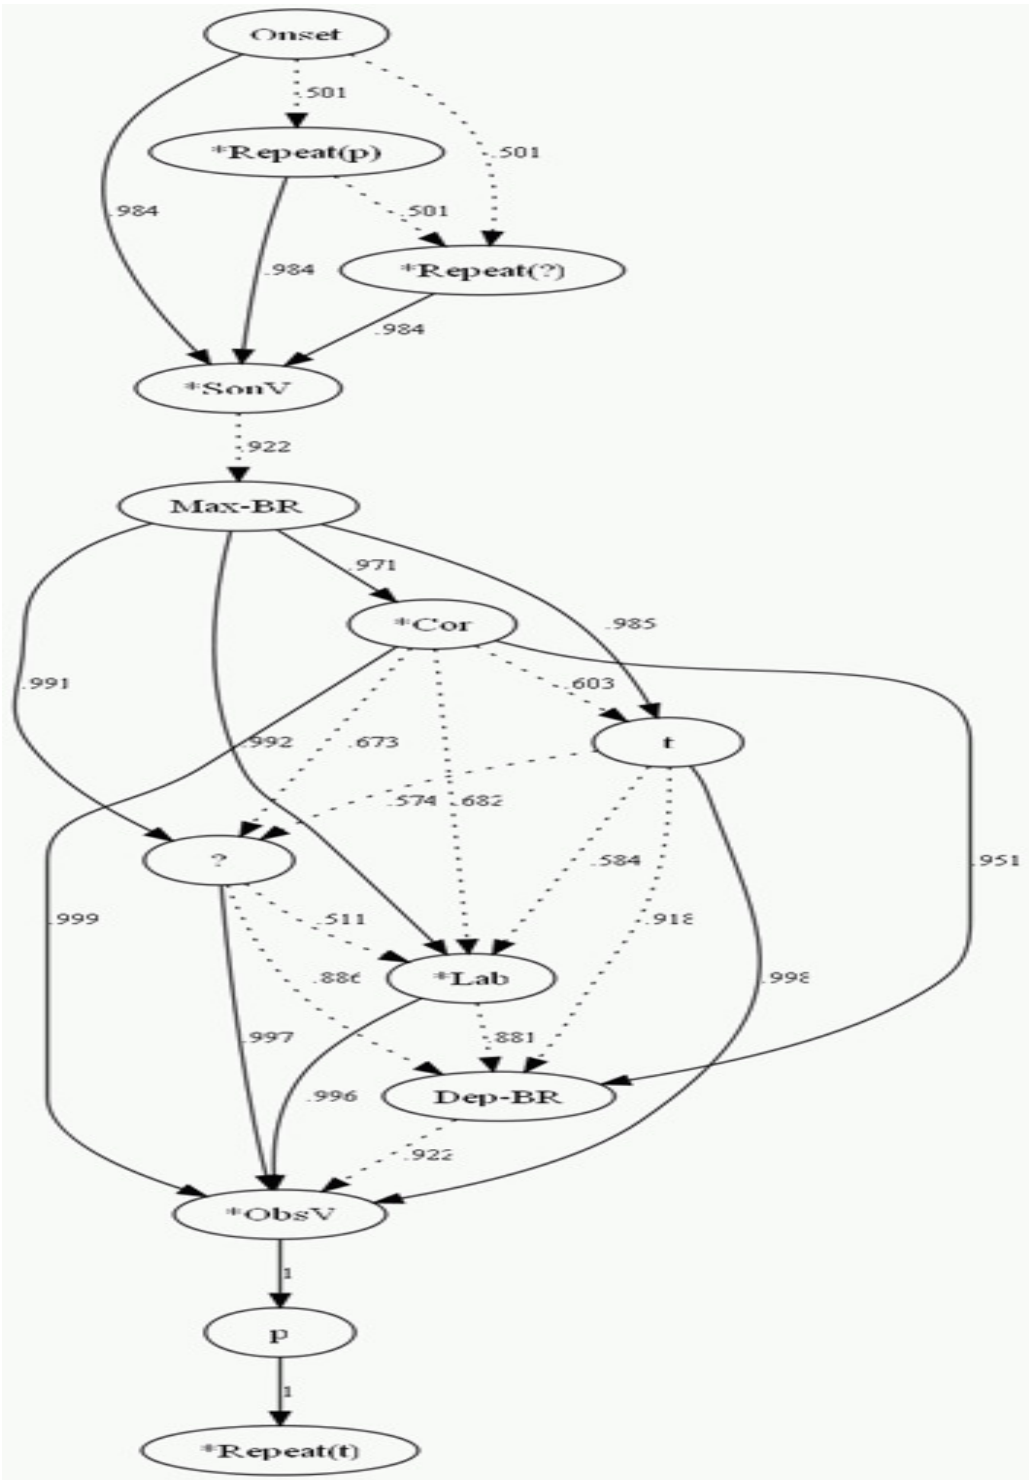 Onset
.501
*Repeat(p)
.501
.984
.501
.984
*Repeat(?)
.984
*SonV
.922
Max-BR
.971
*Cor
.985
.991
.603
.992
.673
t
.574
.682
?
.584
.951
.999
.511
.918
.886
*Lab
.998
.997
.881
.996
Dep-BR
.922
*ObsV
1
p
1
*Repeat(t)